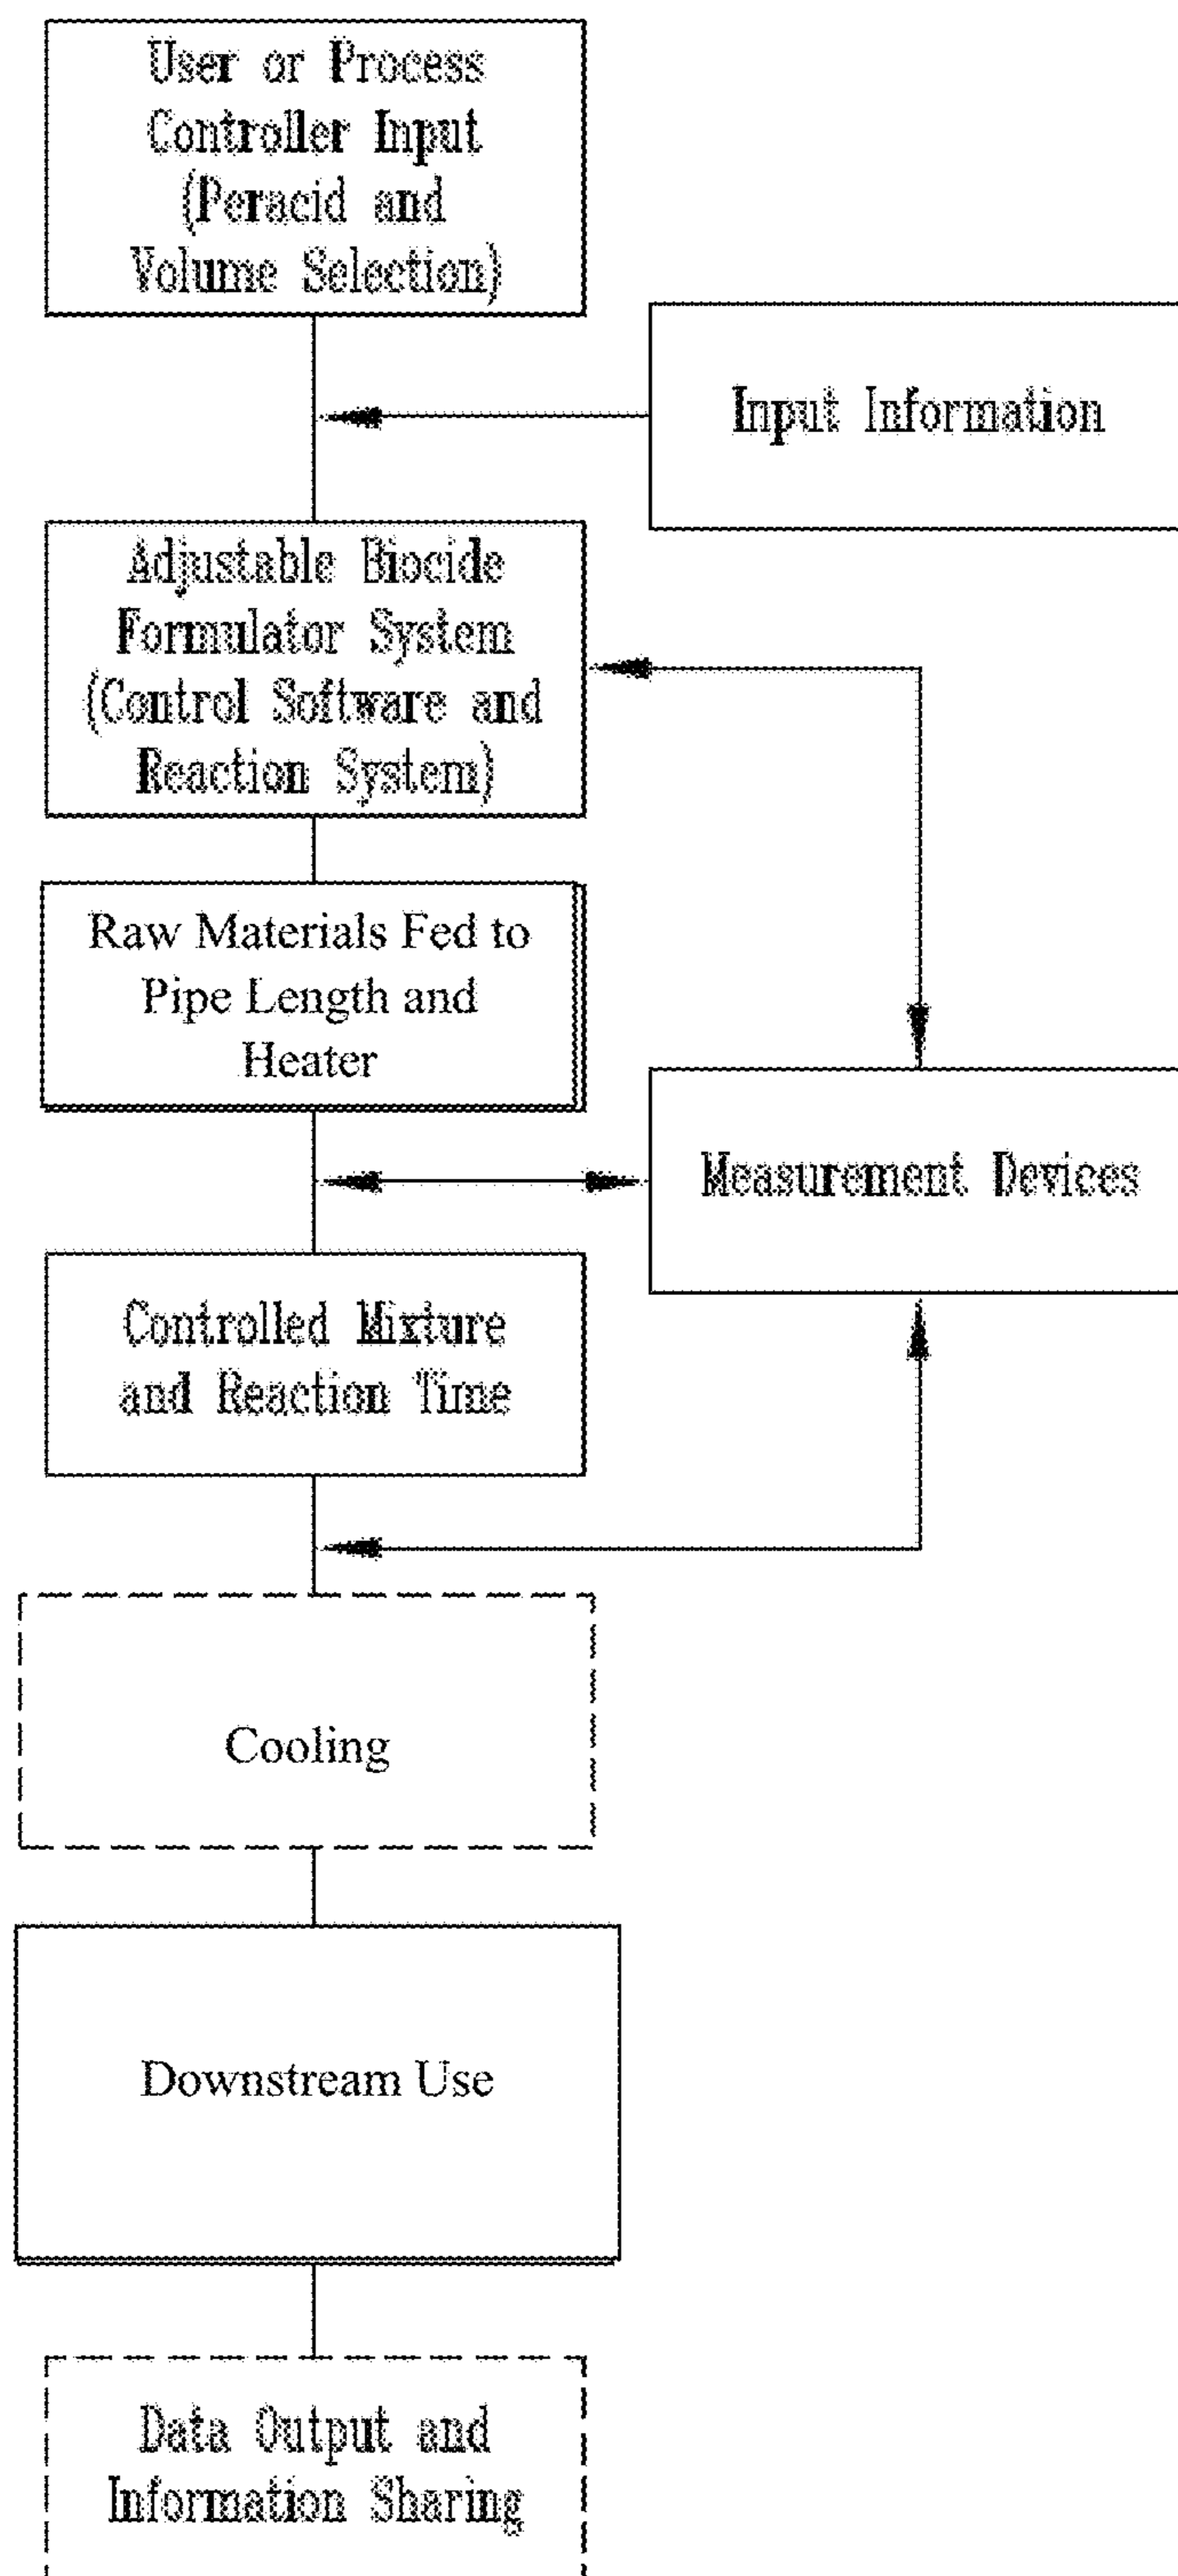 User or Process
Controller Input
(Peracid and
Volume Selection)
Input Information
Adjustable Biocide
Formulator System
(Control Software and
Reaction System)
Raw Materials Fed to
Pipe Length and
Heater
Measurement Devices
Controlled Mixture
and Reaction Time
Cooling
Downstream Use
Data Output and
Information Sharing